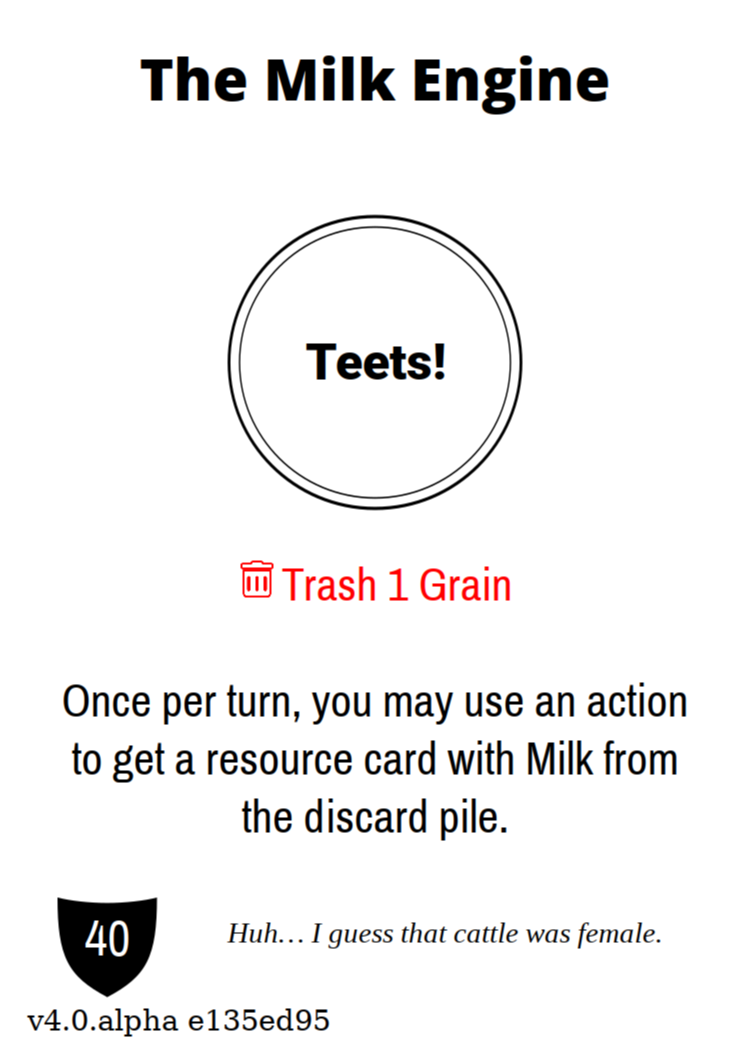 The Milk Engine
Teets!
Trash 1 Grain
Once per turn, you may use an action
to get a resource card with Milk from
the discard pile.
40
Huh… I guess that cattle was female.
v4.0.alpha e135ed95